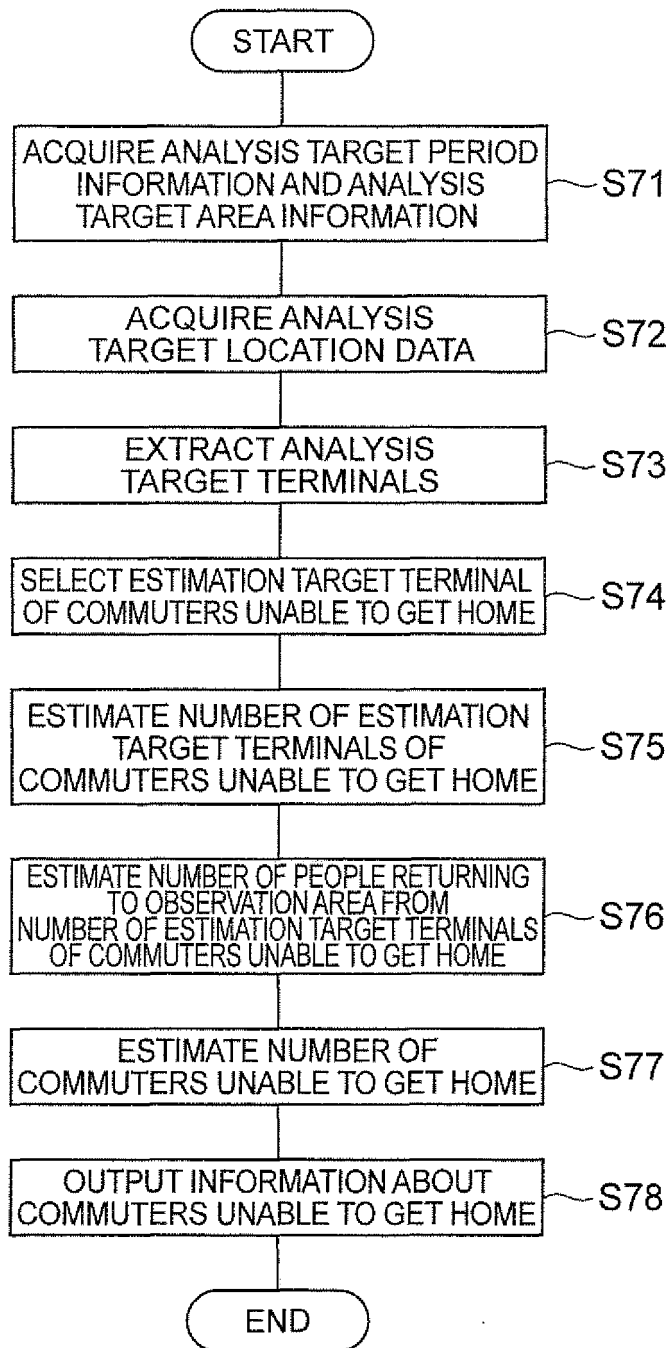 START
ACQUIRE ANALYSIS TARGET PERIOD
INFORMATION AND ANALYSIS
TARGET AREA INFORMATION
S71
ACQUIRE ANALYSIS
TARGET LOCATION DATA
S72
EXTRACT ANALYSIS
TARGET TERMINALS
S73
SELECT ESTIMATION TARGET TERMINAL
OF COMMUTERS UNABLE TO GET HOME
S74
ESTIMATE NUMBER OF ESTIMATION
TARGET TERMINALS OF
COMMUTERS UNABLE TO GET HOME
S75
ESTIMATE NUMBER OF PEOPLE RETURNING
TO OBSERVATION AREA FROM
NUMBER OF ESTIMATION TARGET TERMINALS
OF COMMUTERS UNABLE TO GET HOME
S76
ESTIMATE NUMBER OF
COMMUTERS UNABLE TO GET HOME
S77
OUTPUT INFORMATION ABOUT
COMMUTERS UNABLE TO GET HOME
S78
END